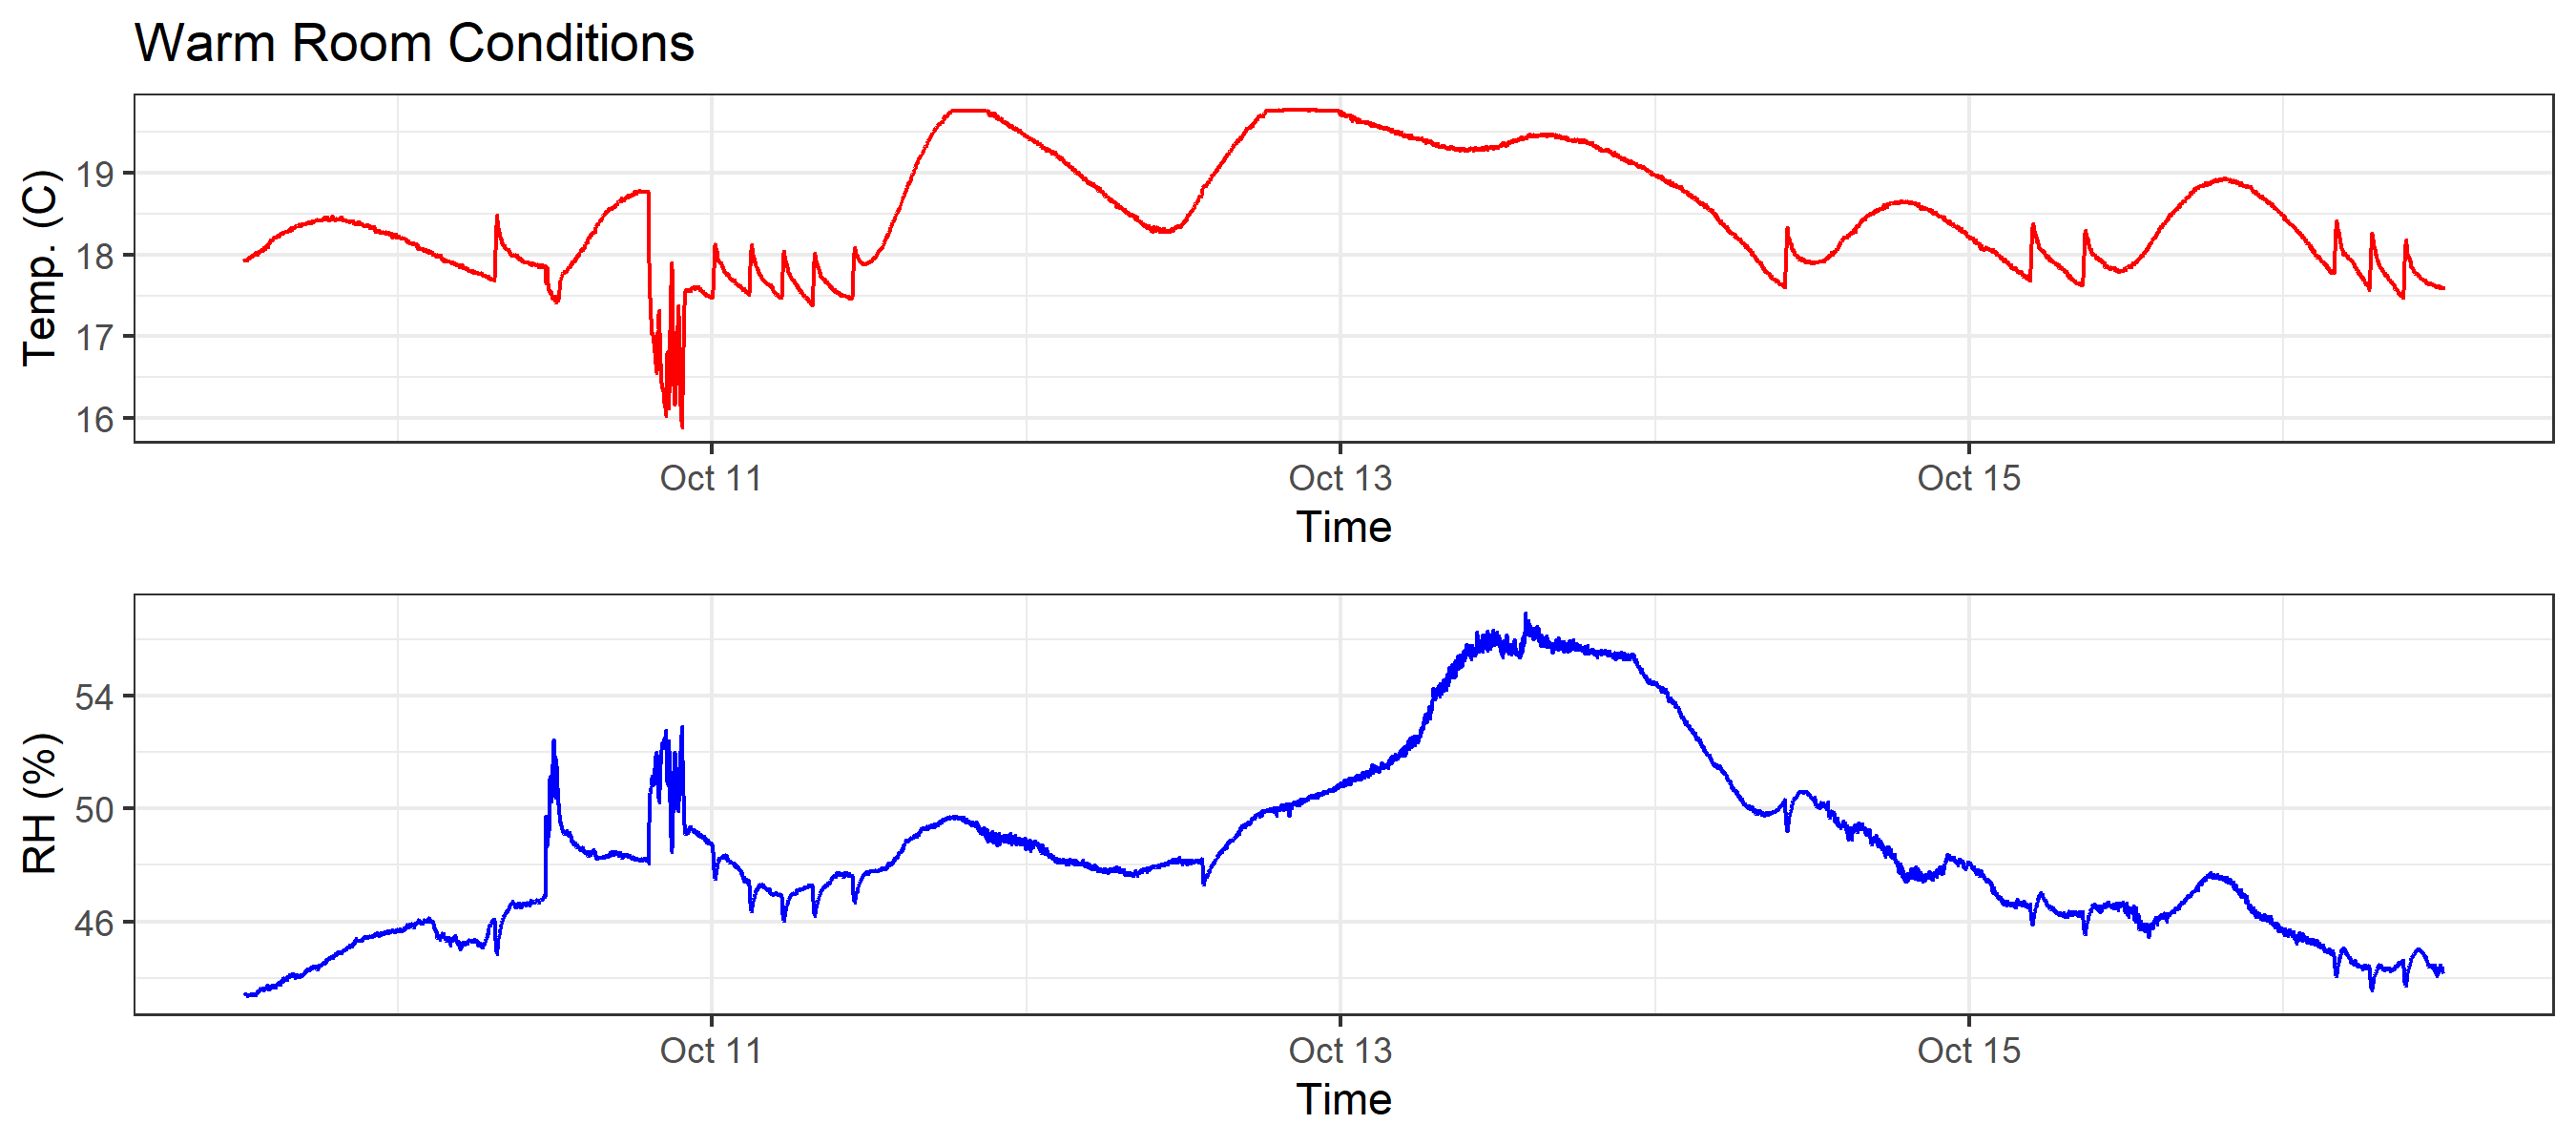 Warm Room Conditions
Temp. (C)
19
18
17
16
Oct 11 Oct 13 Oct 15
Time
RH (%)
54
50
46
Oct 11 Oct 13 Oct 15
Time